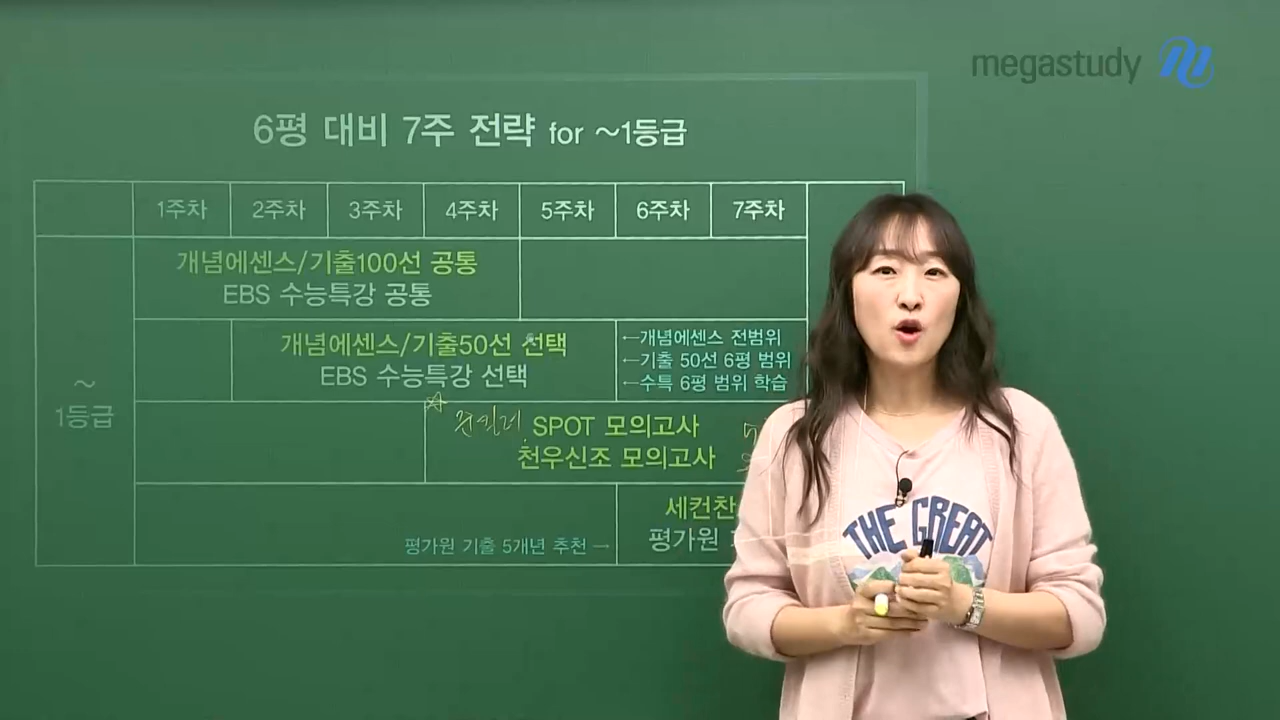 megastudy
6평 대비 7주 전략 for ~1등급
1주차 2주차 3주차 4주차 5주차 6주차 7주차
개념에센스/기출100선 공통
EBS 수능특강 공통
개념에센스/기출50선 선택
EBS 수능특강 선택
←개념에센스 전범위
←기출 50선 6평 범위
←수특 6평 범위 학습
~
1등급
SPOT 모의고사
천우신조 모의고사
세컨찬
평가원
평가원 기출 5개년 추천→
THE GREAT